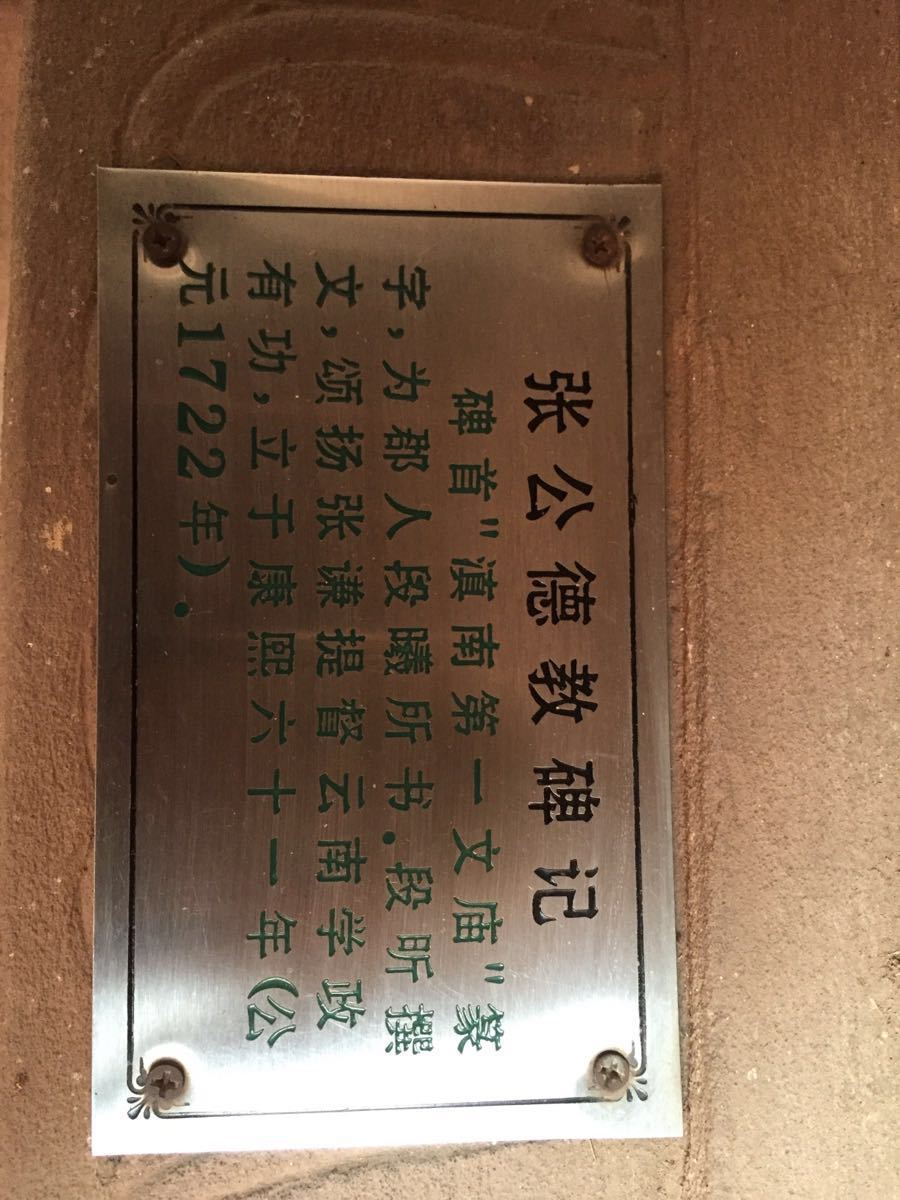 张公德教碑记
碑首"滇南第一文庙"篆
字,为郡人段曦所书.段昕撰
文,颂扬张谦提督云南学政
有功,立于康熙六十一年(公
元1722年).